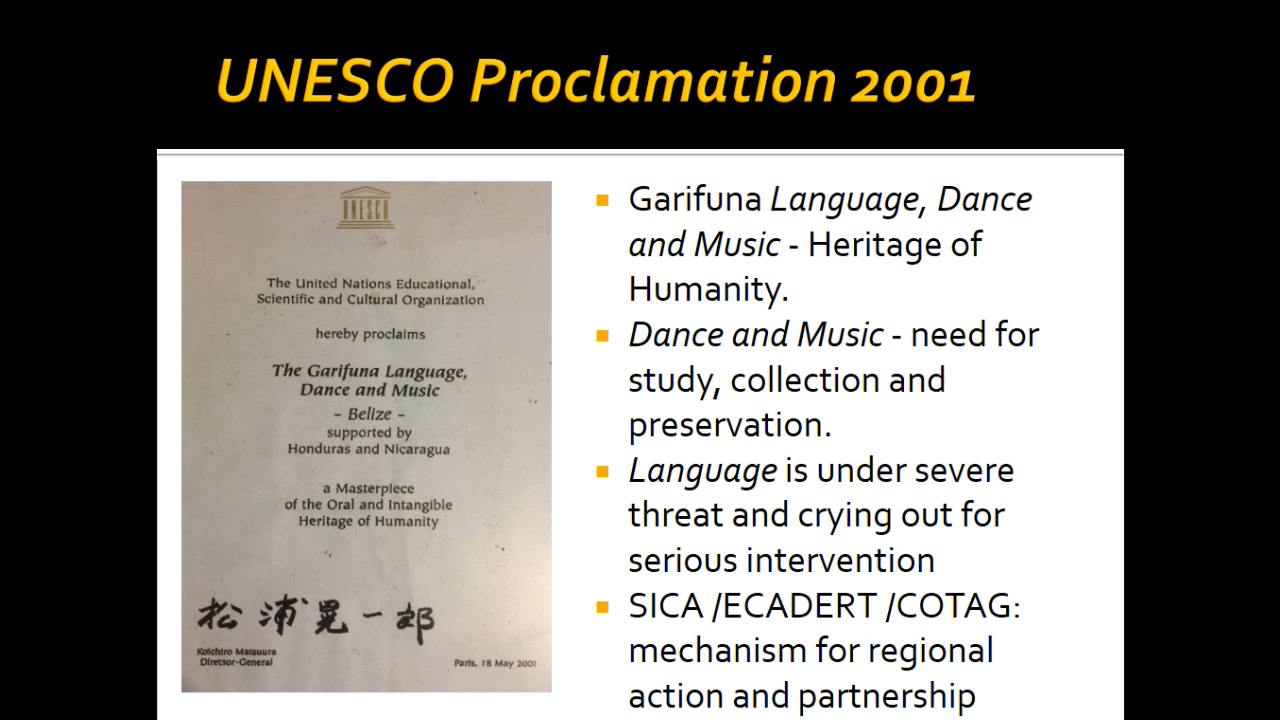 UNESCO Proclamation 2001
UNESCO
The United Nations Educational,
Scientific and Cultural Organization
hereby proclaims
The Garifuna Language,
Dance and Music
– Belize –
supported by
Honduras and Nicaragua
a Masterpiece
of the Oral and Intangible
Heritage of Humanity
松浦晃一郎
Koïchiro Matsuura
Director-General
Paris, 18 May 2001
Garifuna Language, Dance
and Music - Heritage of
Humanity.
Dance and Music - need for
study, collection and
preservation.
Language is under severe
threat and crying out for
serious intervention
SICA /ECADERT /COTAG:
mechanism for regional
action and partnership